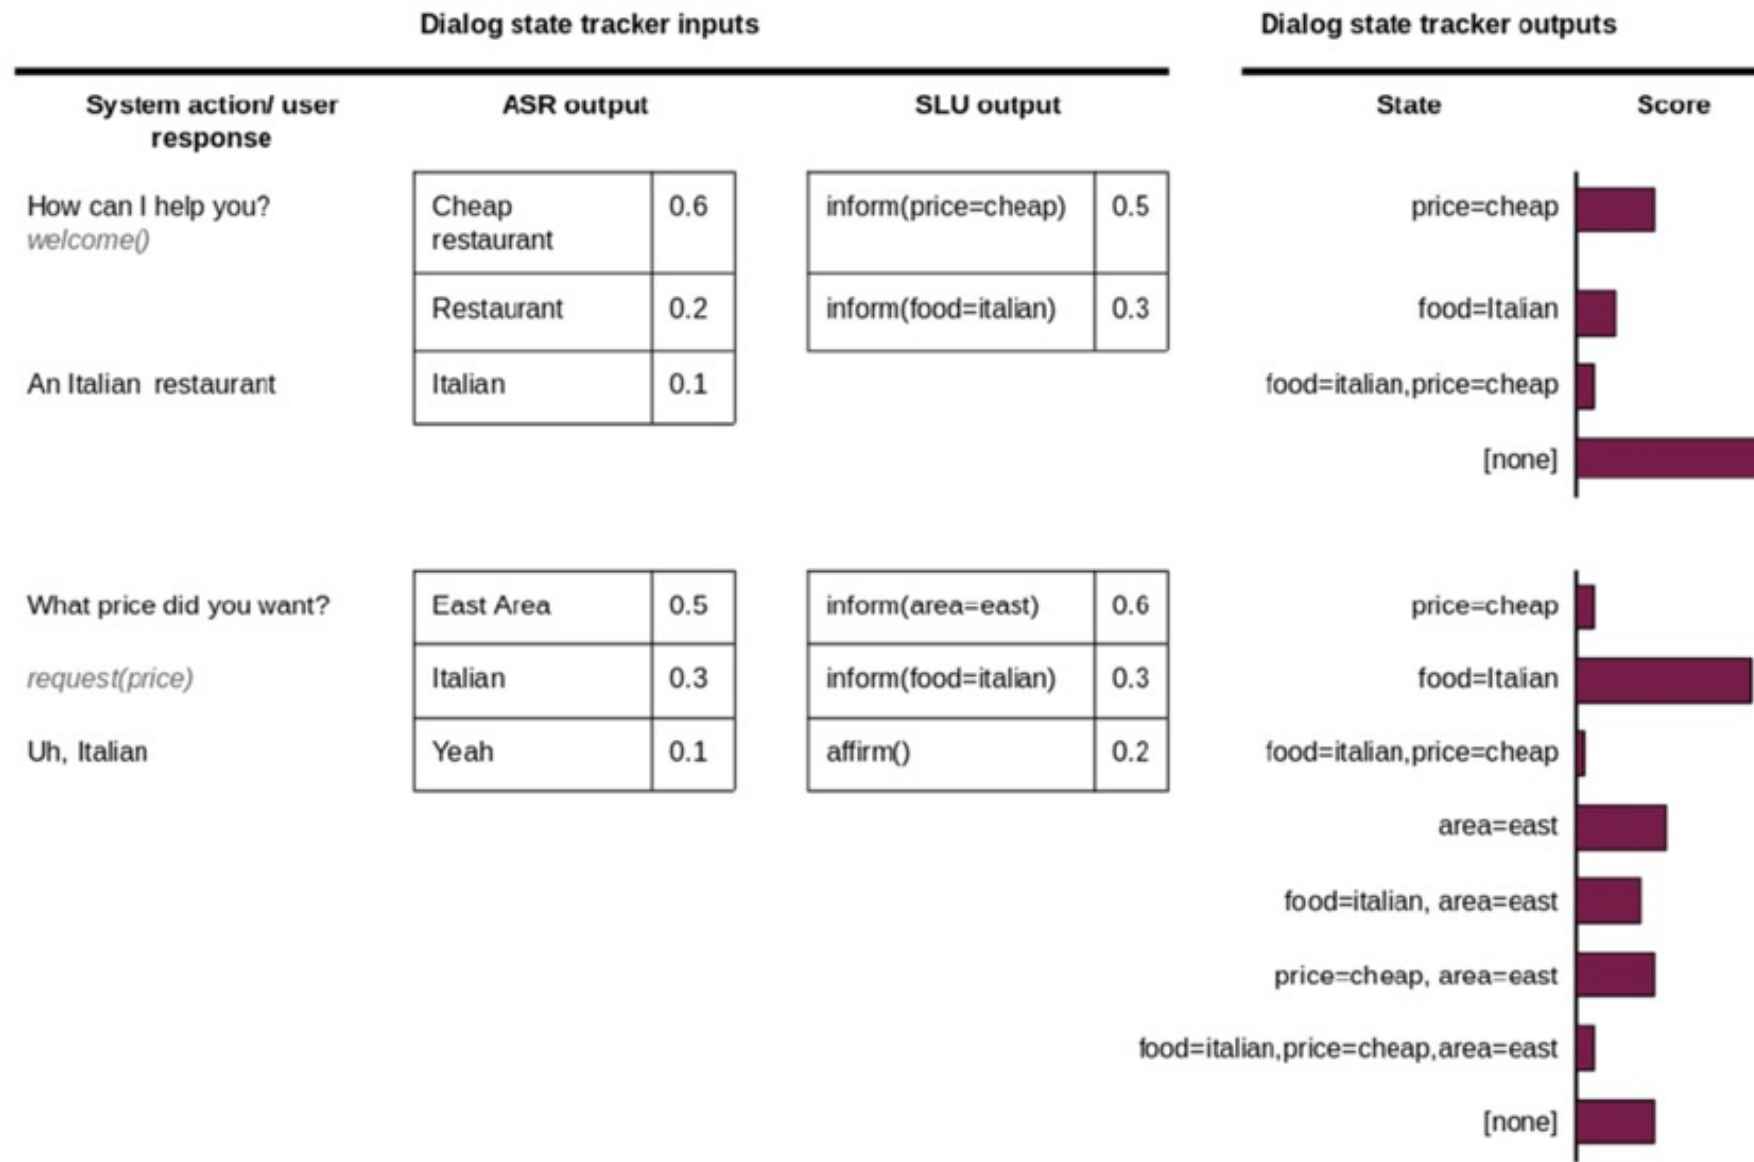 Dialog state tracker inputs
Dialog state tracker outputs
System action/ user
response
ASR output
SLU output
State
Score
How can I help you?
welcome()
Cheap
restaurant
0.6
inform(price=cheap)
0.5
price=cheap
Restaurant
0.2
inform(food=italian)
0.3
food=Italian
An Italian restaurant
Italian
0.1
food=italian,price=cheap
[none]
What price did you want?
East Area
0.5
inform(area=east)
0.6
price=cheap
request(price)
Italian
0.3
inform(food=italian)
0.3
food=Italian
Uh, Italian
Yeah
0.1
affirm()
0.2
food=italian,price=cheap
area=east
food=italian, area=east
price=cheap, area=east
food=italian,price=cheap,area=east
[none]